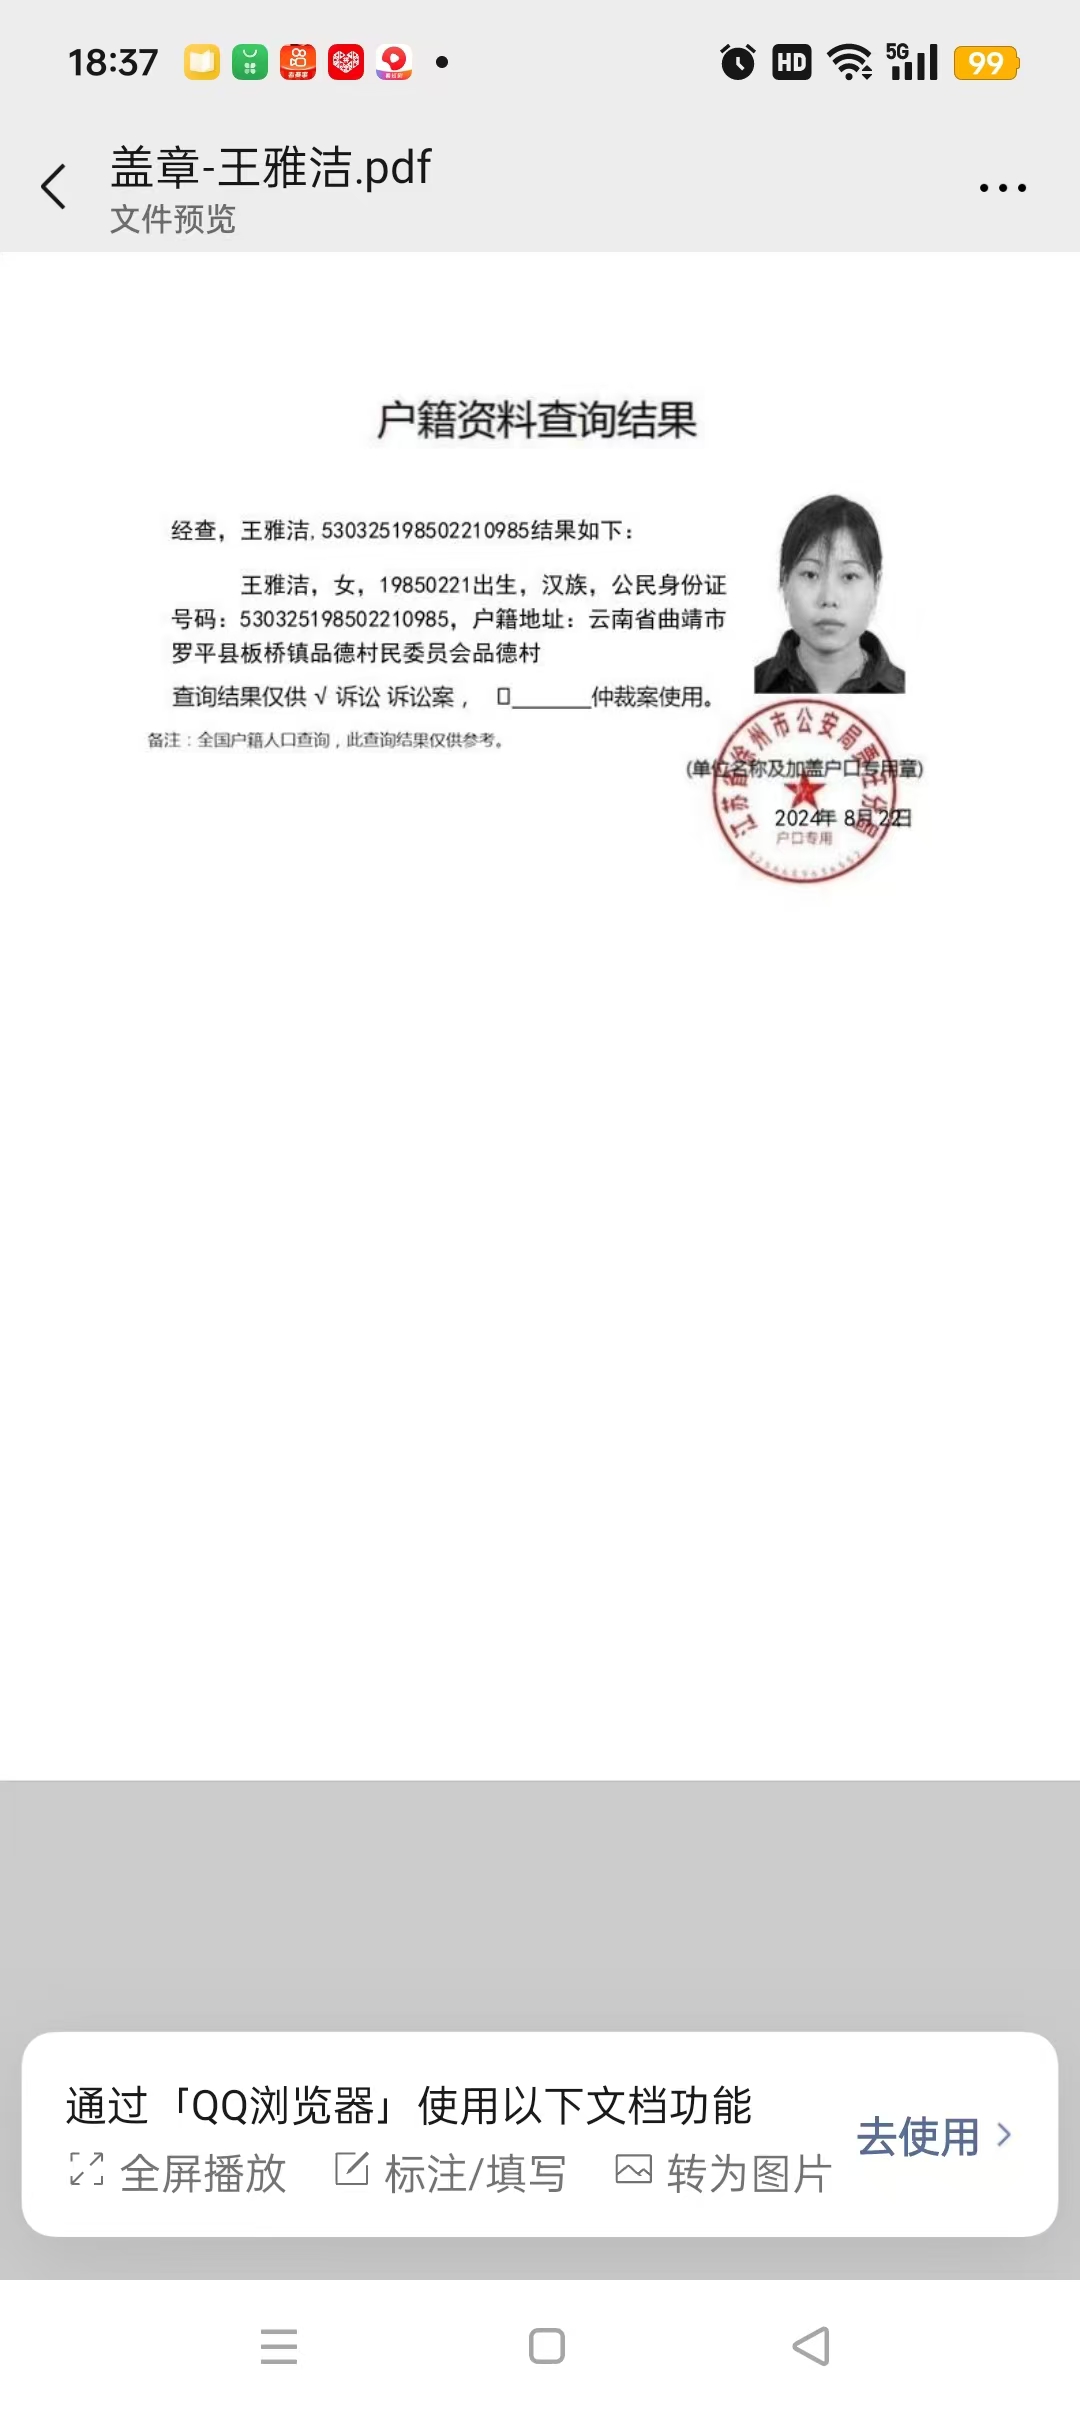 18:37
HD
5G
99
盖章-王雅洁.pdf
文件预览
户籍资料查询结果
经查，王雅洁,530325198502210985结果如下：
王雅洁，女，19850221出生，汉族，公民身份证
号码：530325198502210985，户籍地址：云南省曲靖市
罗平县板桥镇品德村民委员会品德村
查询结果仅供 √ 诉讼 诉讼案， 仲裁案使用。
备注：全国户籍人口查询，此查询结果仅供参考。
江苏省徐州市公安局贾汪分局
(单位名称及加盖户口专用章)
2024年 8月22日
户口专用
通过「QQ浏览器」使用以下文档功能
全屏播放 标注/填写 转为图片
去使用